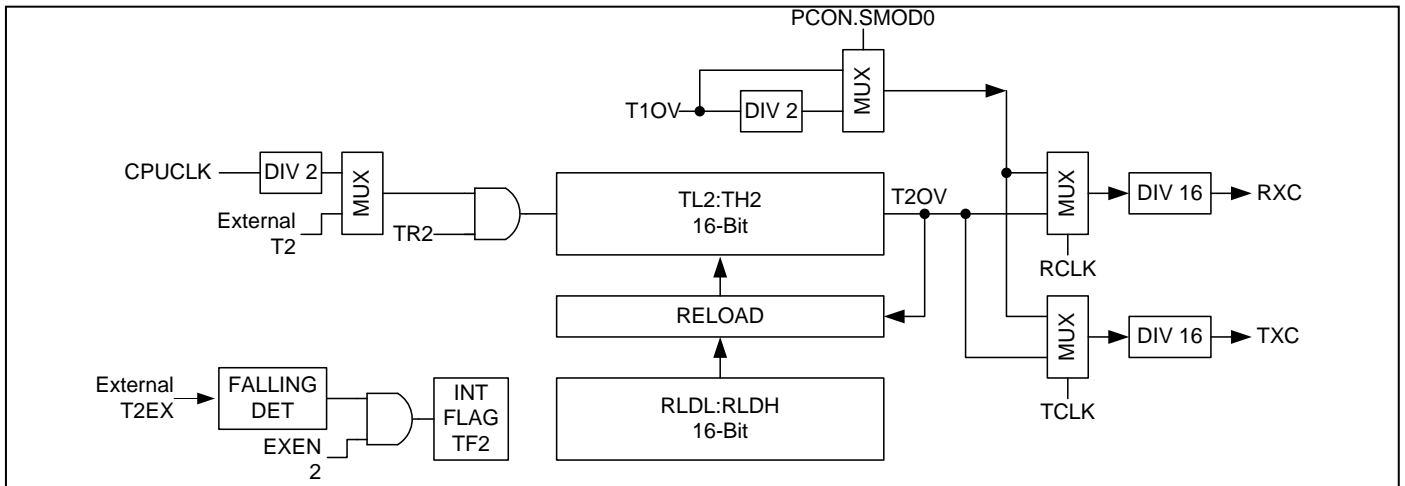 PCON.SMOD0
MUX
T1OV
DIV 2
CPUCLK
DIV 2
MUX
External
T2
TR2
TL2:TH2
16-Bit
T2OV
MUX
DIV 16
RXC
RCLK
RELOAD
MUX
DIV 16
TXC
TCLK
External
T2EX
FALLING
DET
EXEN
2
INT
FLAG
TF2
RLDL:RLDH
16-Bit